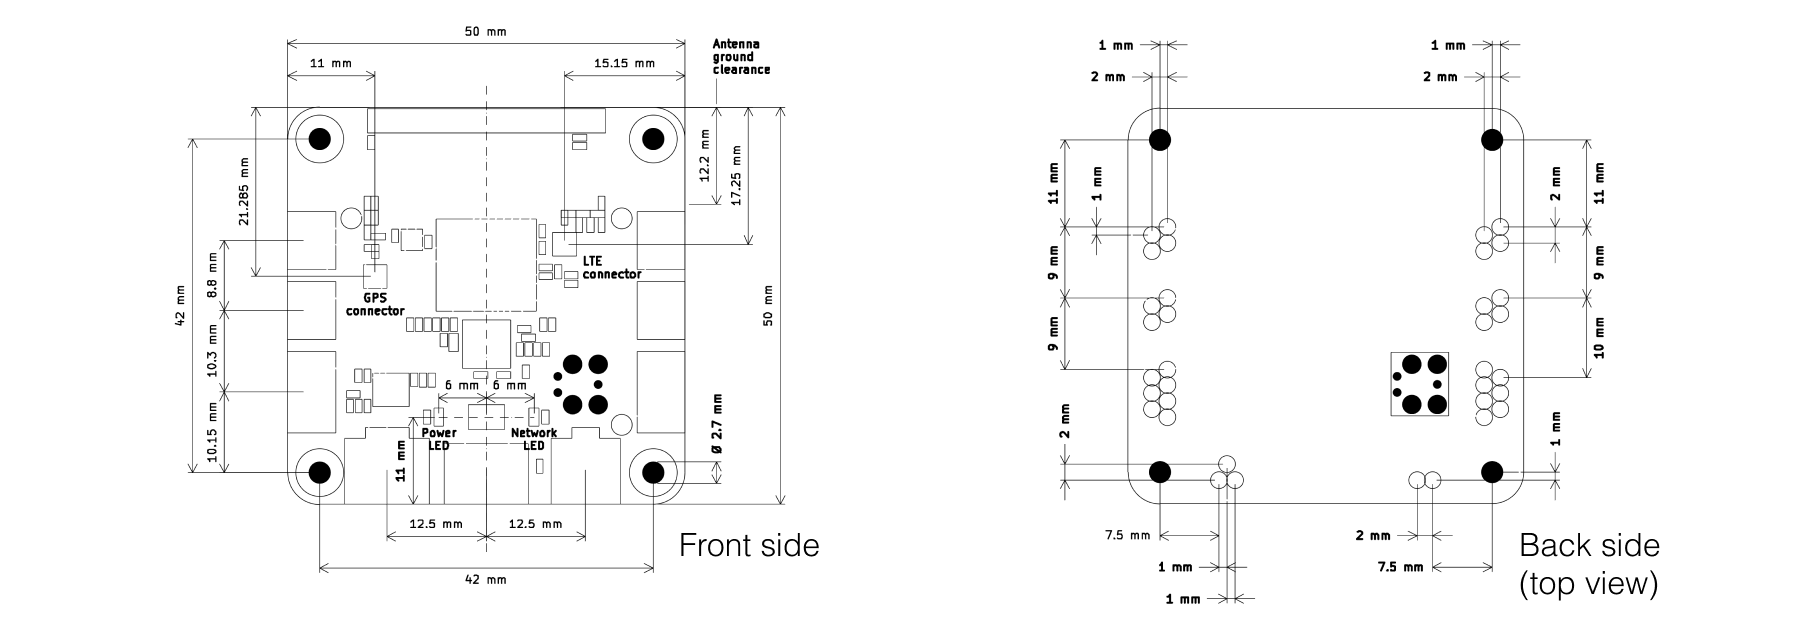 50 mm
11 mm
15.15 mm
Antenna
ground
clearance
21.285 mm
12.2 mm
17.25 mm
42 mm
8.8 mm
10.3 mm
10.15 mm
50 mm
GPS
connector
LTE
connector
6 mm
6 mm
Power
LED
Network
LED
11 mm
Ø 2.7 mm
12.5 mm
12.5 mm
42 mm
Front side
1 mm
2 mm
1 mm
2 mm
11 mm
1 mm
9 mm
9 mm
2 mm
2 mm
11 mm
9 mm
10 mm
1 mm
7.5 mm
1 mm
1 mm
2 mm
7.5 mm
Back side
(top view)